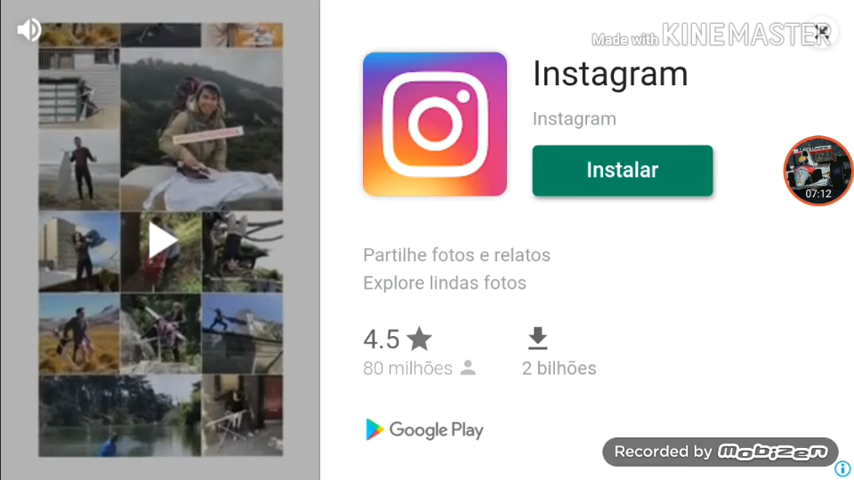 Made with KINEMASTER
Instagram
Instagram
Instalar
07:12
Partilhe fotos e relatos
Explore lindas fotos
4.5
80 milhões
2 bilhões
Google Play
Recorded by mobizen